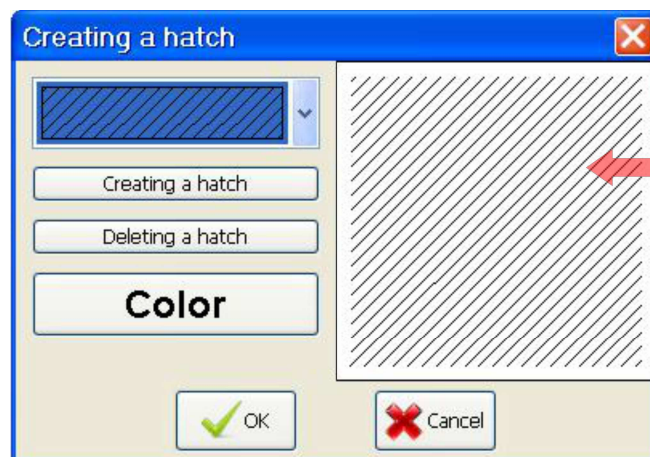 Creating a hatch
Creating a hatch
Deleting a hatch
Color
OK
Cancel